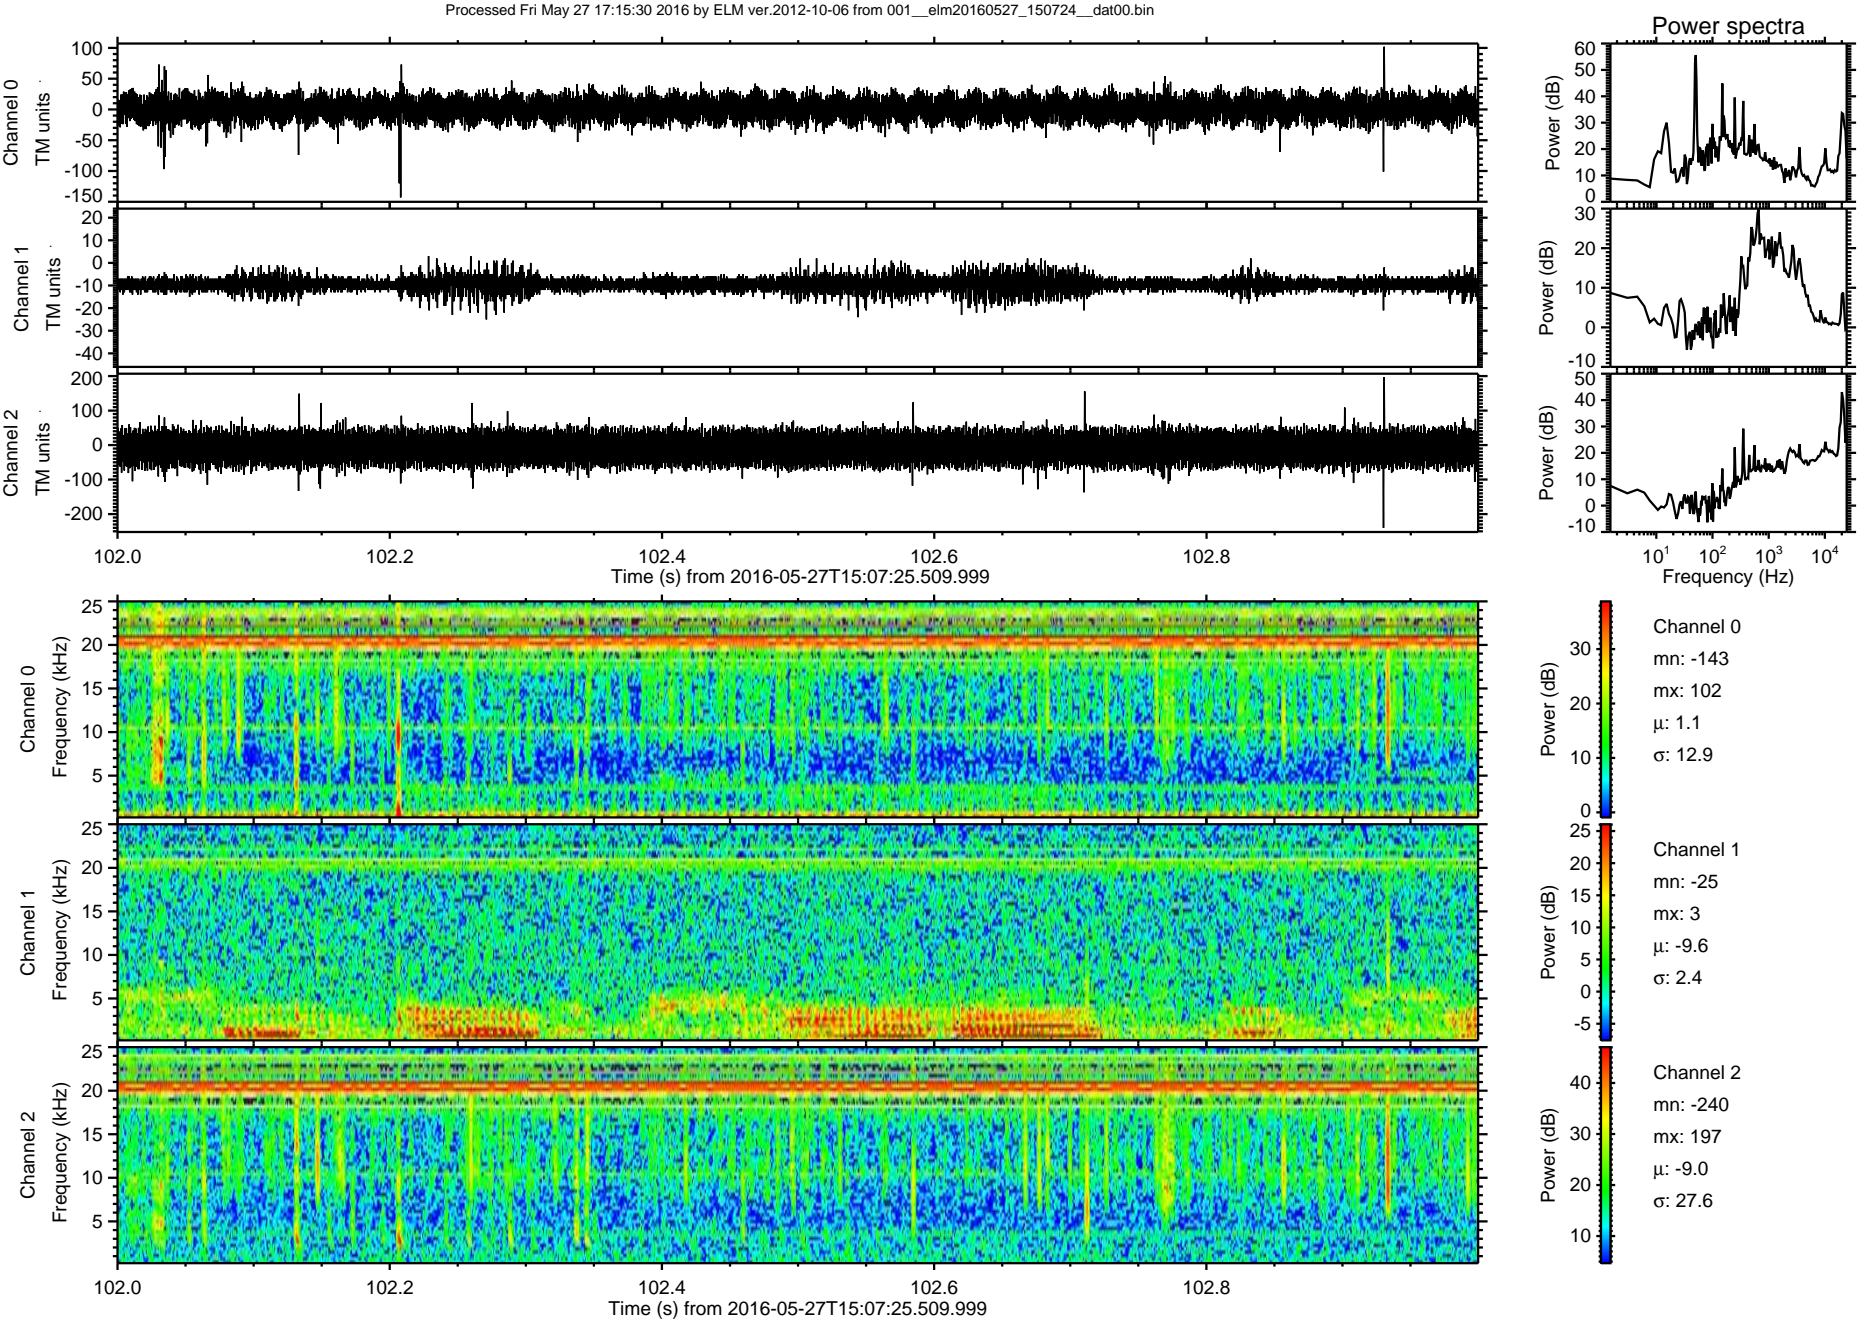 Processed Fri May 27 17:15:30 2016 by ELM ver.2012-10-06 from 001__elm20160527_150724__dat00.bin
Power spectra
Channel 0
TM units
100
50
0
-50
-100
-150
Power (dB)
60
50
40
30
20
10
0
Channel 1
TM units
20
10
0
-10
-20
-30
-40
Power (dB)
30
20
10
0
-10
Channel 2
TM units
200
100
0
-100
-200
Power (dB)
50
40
30
20
10
0
-10
102.0 102.2 102.4 102.6 102.8
Time (s) from 2016-05-27T15:07:25.509.999
10^1 10^2 10^3 10^4
Frequency (Hz)
Channel 0
Frequency (kHz)
25
20
15
10
5
Power (dB)
30
20
10
0
Channel 0
mn: -143
mx: 102
μ: 1.1
σ: 12.9
Channel 1
Frequency (kHz)
25
20
15
10
5
Power (dB)
25
20
15
10
5
0
-5
Channel 1
mn: -25
mx: 3
μ: -9.6
σ: 2.4
Channel 2
Frequency (kHz)
25
20
15
10
5
Power (dB)
40
30
20
10
Channel 2
mn: -240
mx: 197
μ: -9.0
σ: 27.6
102.0 102.2 102.4 102.6 102.8
Time (s) from 2016-05-27T15:07:25.509.999